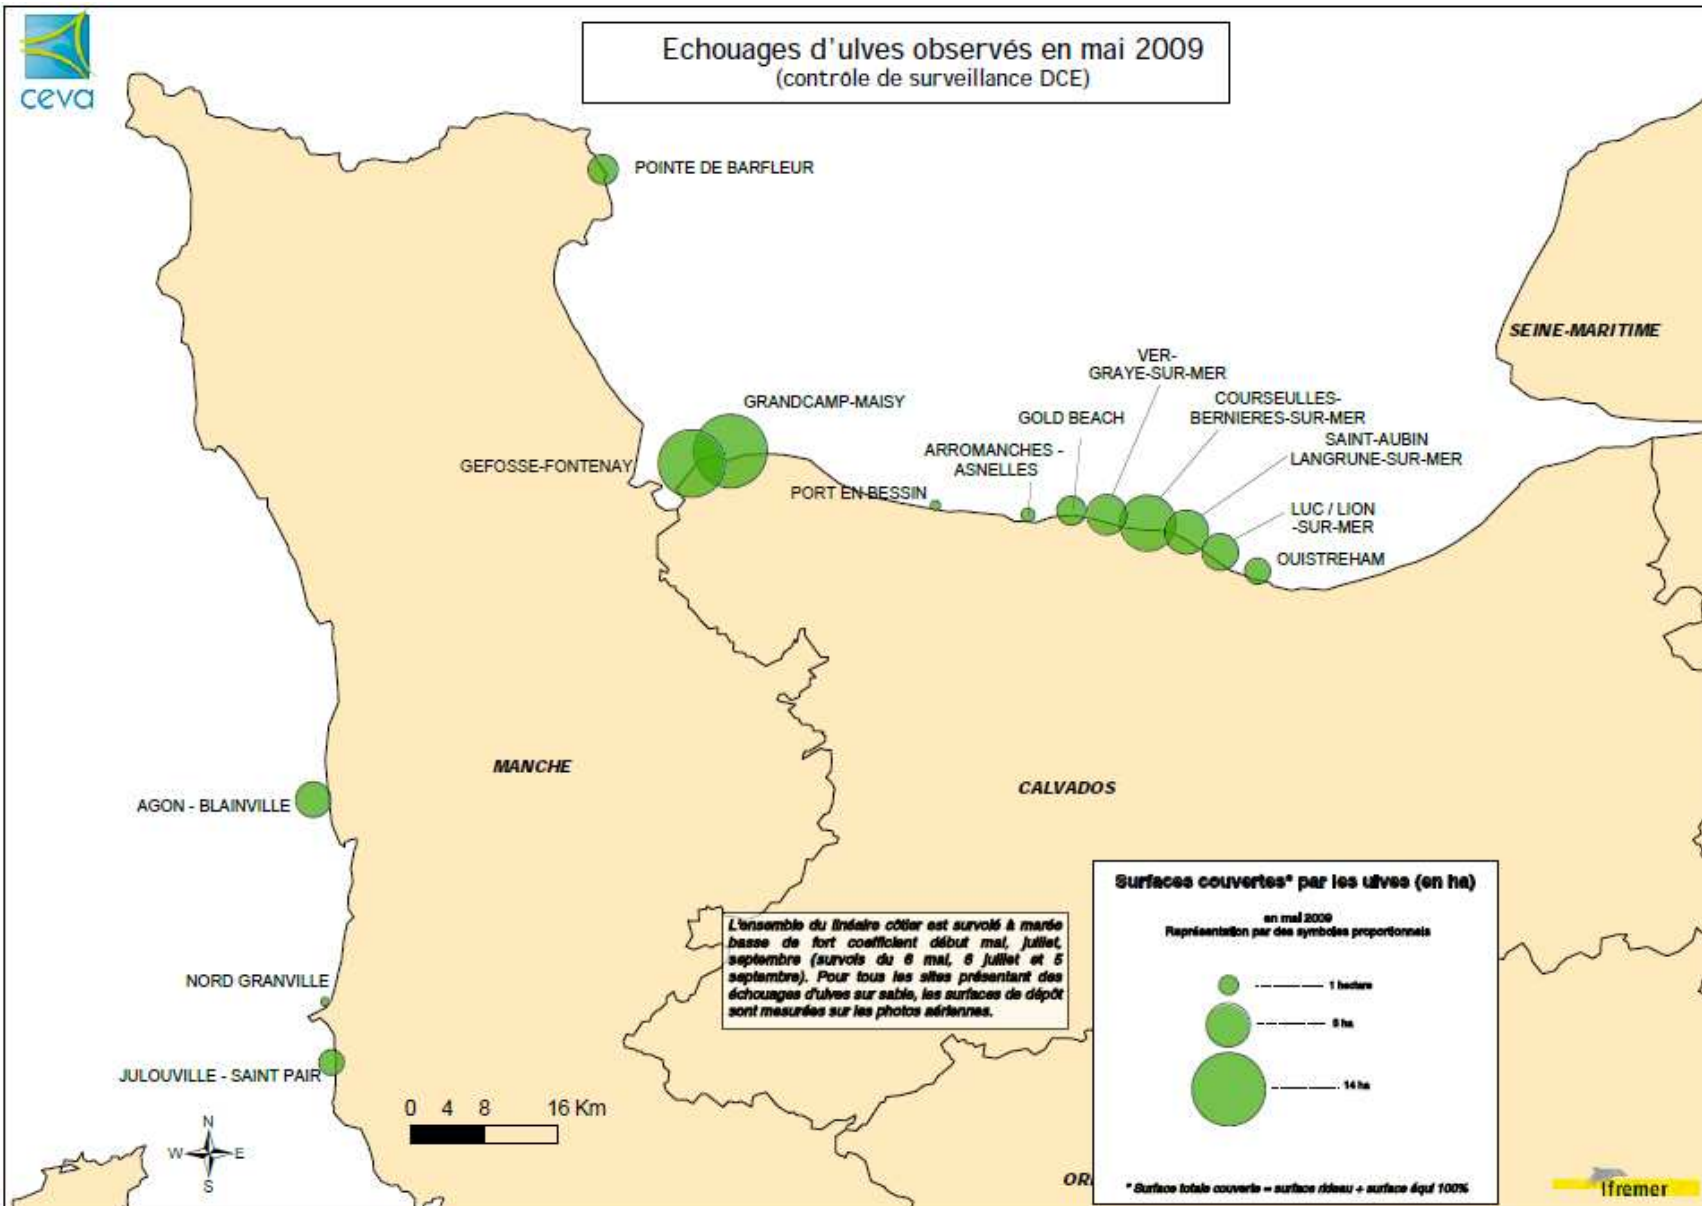 ceva
Echouages d'ulves observés en mai 2009
(contrôle de surveillance DCE)
POINTE DE BARFLEUR
SEINE-MARITIME
VER-
GRAYE-SUR-MER
GRANDCAMP-MAISY
COURSEULLES-
BERNIERES-SUR-MER
GOLD BEACH
SAINT-AUBIN
LANGRUNE-SUR-MER
ARROMANCHES -
ASNELLES
GEFOSSE-FONTENAY
PORT EN BESSIN
LUC / LION
-SUR-MER
OUISTREHAM
MANCHE
CALVADOS
AGON - BLAINVILLE
NORD GRANVILLE
JULOUVILLE - SAINT PAIR
L'ensemble du linéaire côtier est survolé à marée
basse de fort coefficient début mai, juillet,
septembre (survols du 6 mai, 6 juillet et 5
septembre). Pour tous les sites présentant des
échouages d'ulves sur sable, les surfaces de dépôt
sont mesurées sur les photos aériennes.
Surfaces couvertes* par les ulves (en ha)
en mai 2009
Représentation par des symboles proportionnels
1 hectare
5 ha
14 ha
* Surface totale couverte = surface rideau + surface équi 100%
0 4 8 16 Km
N
W E
S
OR
Ifremer